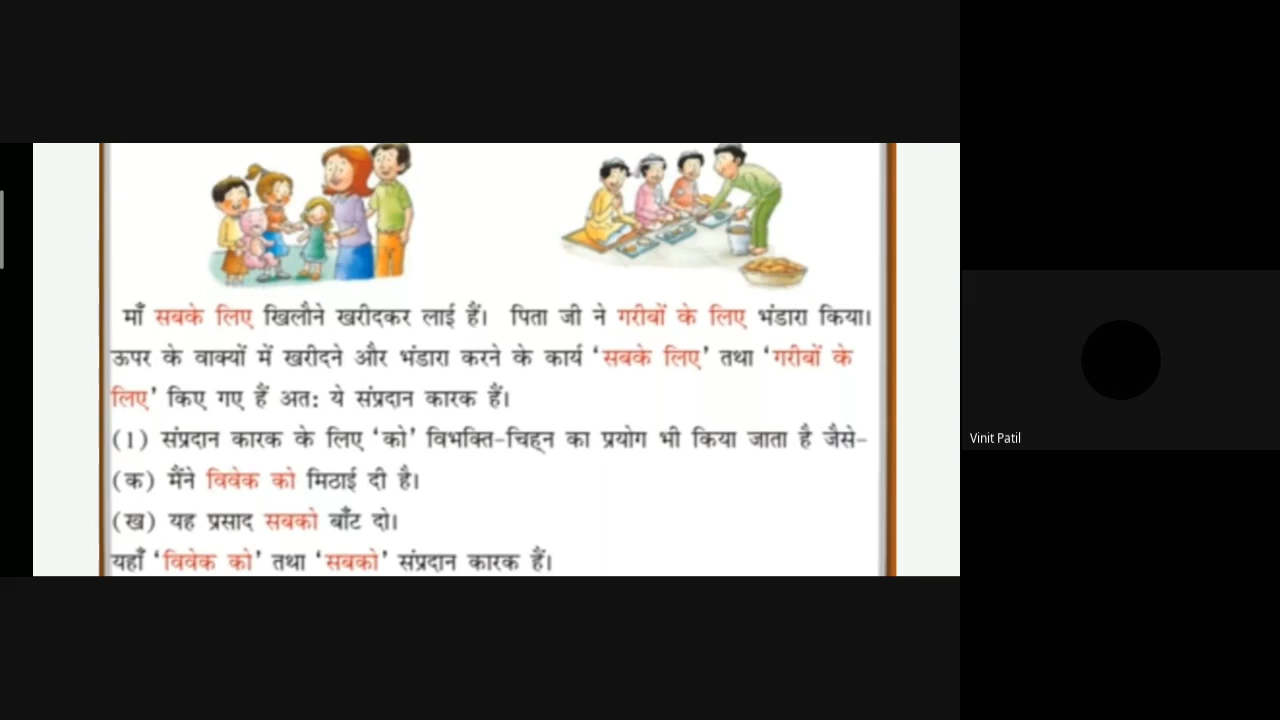 माँ सबके लिए खिलौने खरीदकर लाई हैं। पिता जी ने गरीबों के लिए भंडारा किया।
ऊपर के वाक्यों में खरीदने और भंडारा करने के कार्य ‘सबके लिए’ तथा ‘गरीबों के
लिए’ किए गए हैं अत: ये संप्रदान कारक हैं।
(1) संप्रदान कारक के लिए ‘को’ विभक्ति-चिह्न का प्रयोग भी किया जाता है जैसे-
(क) मैंने विवेक को मिठाई दी है।
(ख) यह प्रसाद सबको बाँट दो।
यहाँ ‘विवेक को’ तथा ‘सबको’ संप्रदान कारक हैं।
Vinit Patil